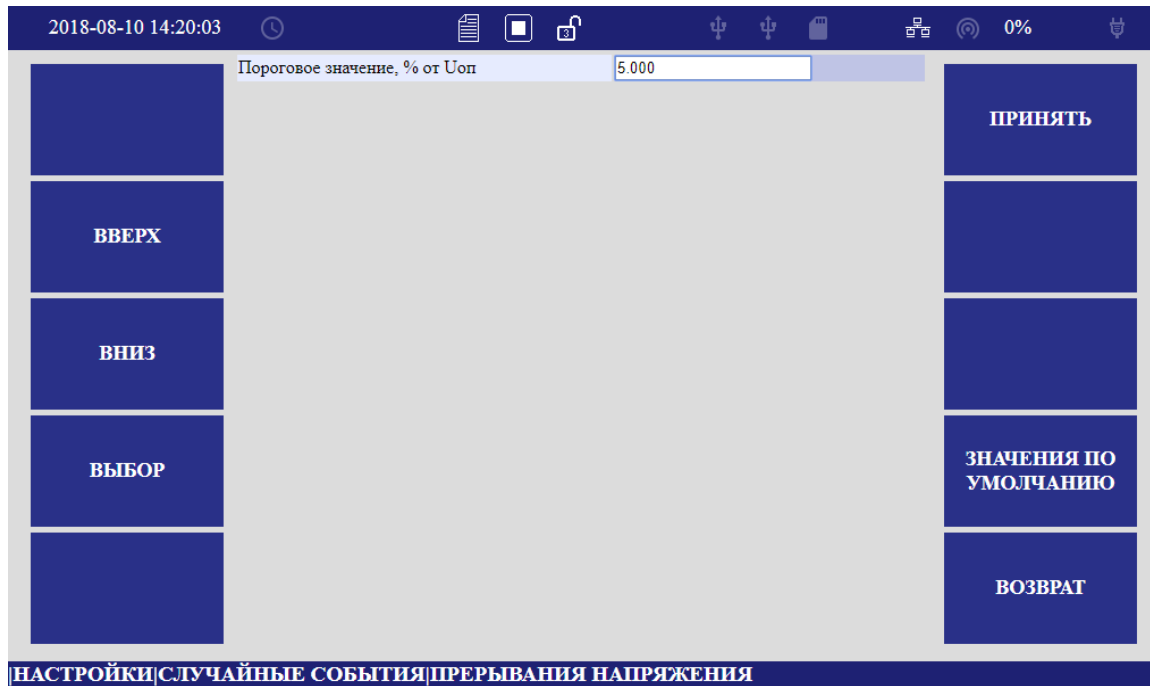 2018-08-10 14:20:03
3
0%
Пороговое значение, % от Uоп
5.000
ПРИНЯТЬ
ВВЕРХ
ВНИЗ
ВЫБОР
ЗНАЧЕНИЯ ПО
УМОЛЧАНИЮ
ВОЗВРАТ
|НАСТРОЙКИ|СЛУЧАЙНЫЕ СОБЫТИЯ|ПРЕРЫВАНИЯ НАПРЯЖЕНИЯ